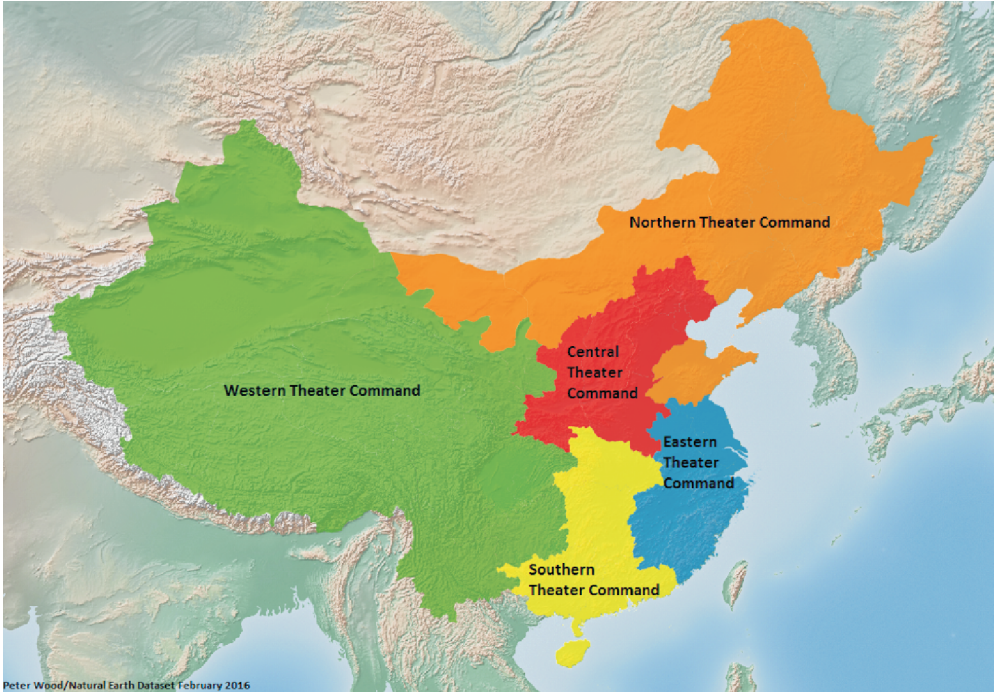 Northern Theater Command
Central
Theater
Command
Western Theater Command
Eastern
Theater
Command
Southern
Theater Command
Peter Wood/Natural Earth Dataset February 2016